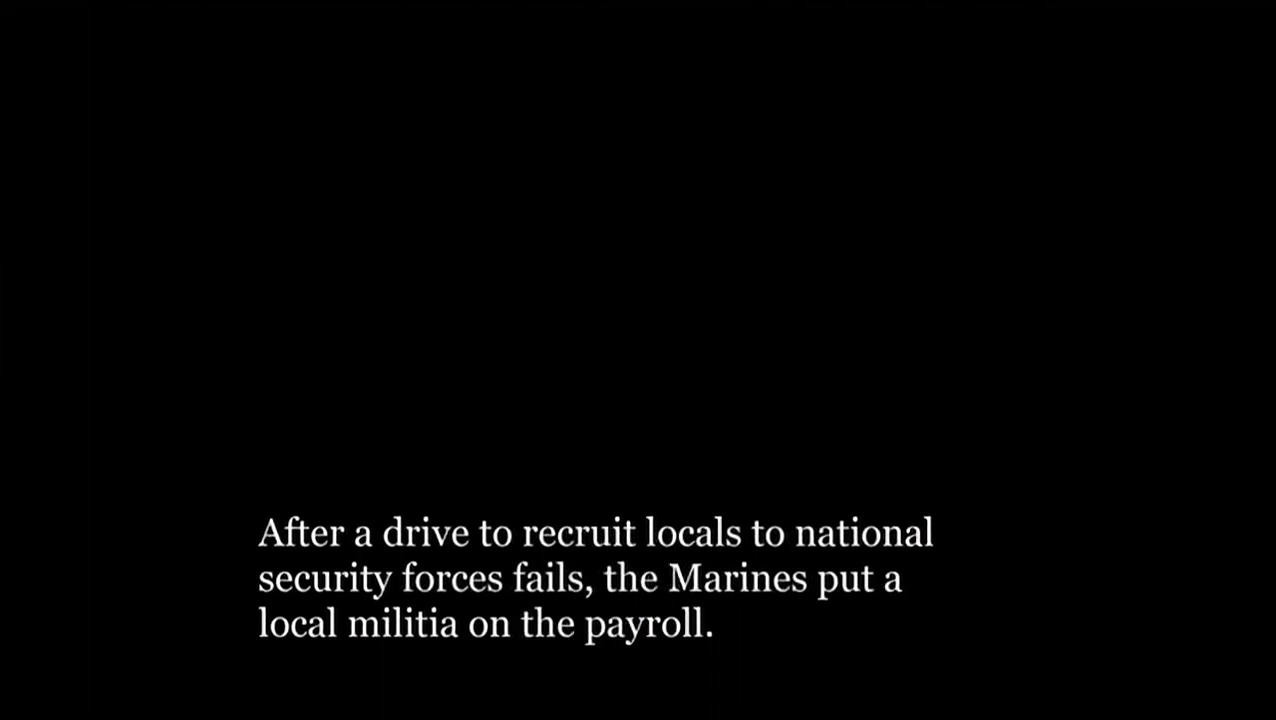 After a drive to recruit locals to national
security forces fails, the Marines put a
local militia on the payroll.